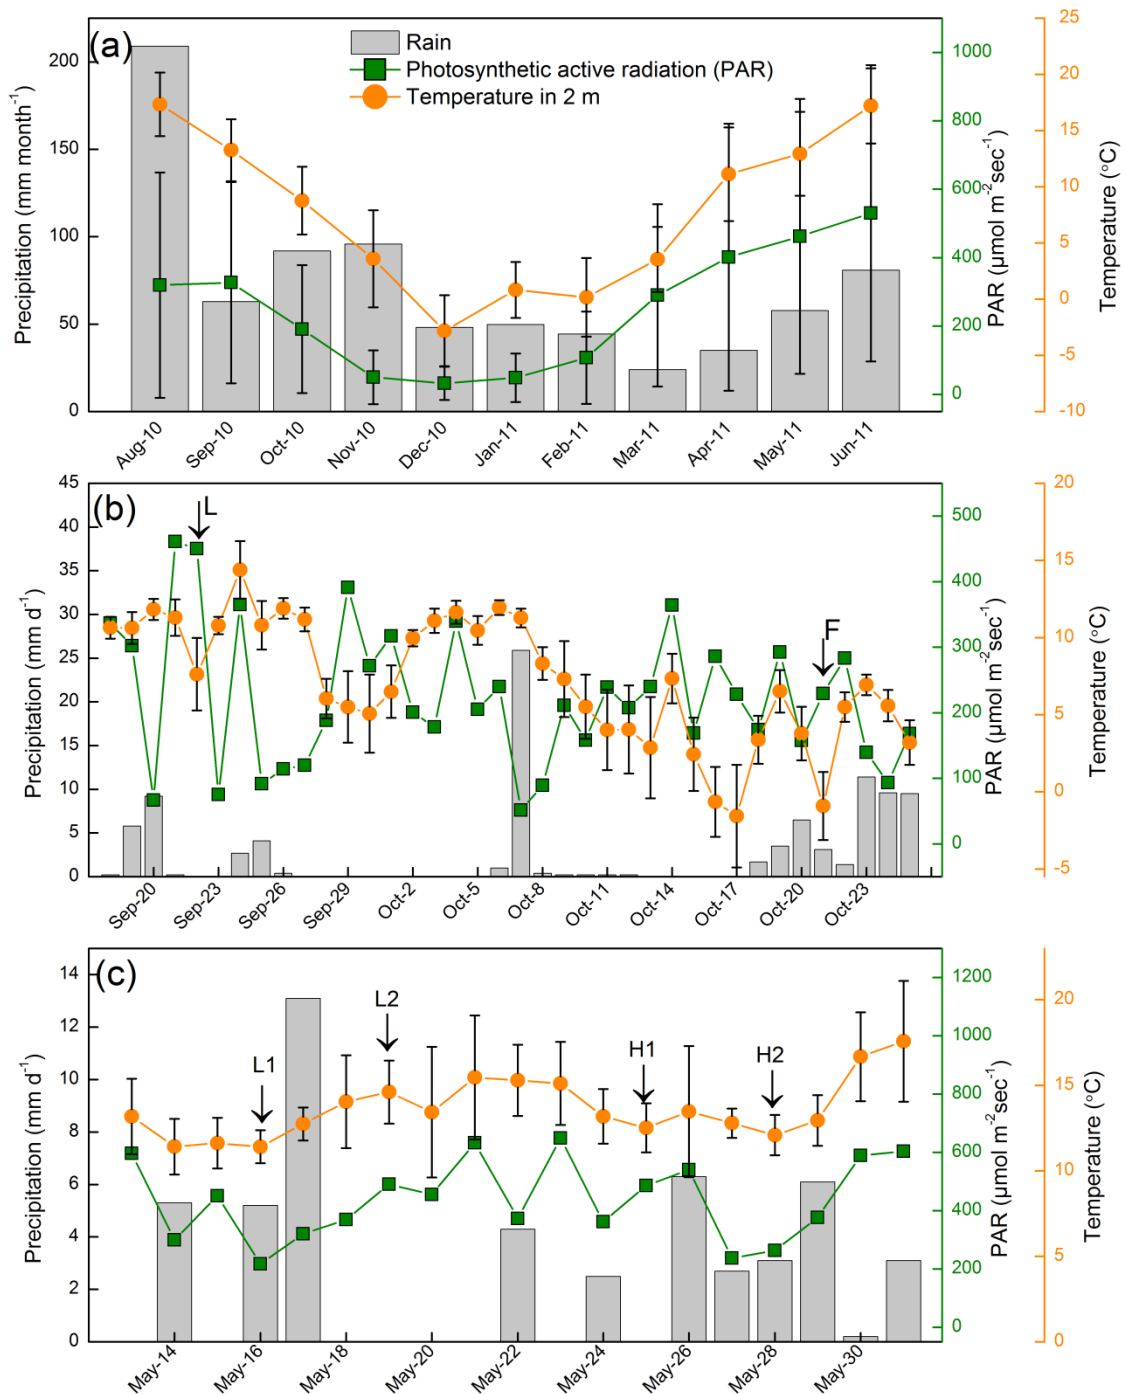 (a)
Rain
Photosynthetic active radiation (PAR)
Temperature in 2 m
Precipitation (mm month⁻¹)
200
150
100
50
0
PAR (µmol m⁻²sec⁻¹)
1000
800
600
400
200
0
Temperature (°C)
25
20
15
10
5
0
-5
-10
Aug-10
Sep-10
Oct-10
Nov-10
Dec-10
Jan-11
Feb-11
Mar-11
Apr-11
May-11
Jun-11
(b)
L
F
Precipitation (mm d⁻¹)
45
40
35
30
25
20
15
10
5
0
PAR (µmol m⁻²sec⁻¹)
500
400
300
200
100
0
Temperature (°C)
20
15
10
5
0
-5
Sep-20
Sep-23
Sep-26
Sep-29
Oct-2
Oct-5
Oct-8
Oct-11
Oct-14
Oct-17
Oct-20
Oct-23
(c)
L1
L2
H1
H2
Precipitation (mm d⁻¹)
14
12
10
8
6
4
2
0
PAR (µmol m⁻²sec⁻¹)
1200
1000
800
600
400
200
0
Temperature (°C)
20
15
10
5
0
May-14
May-16
May-18
May-20
May-22
May-24
May-26
May-28
May-30